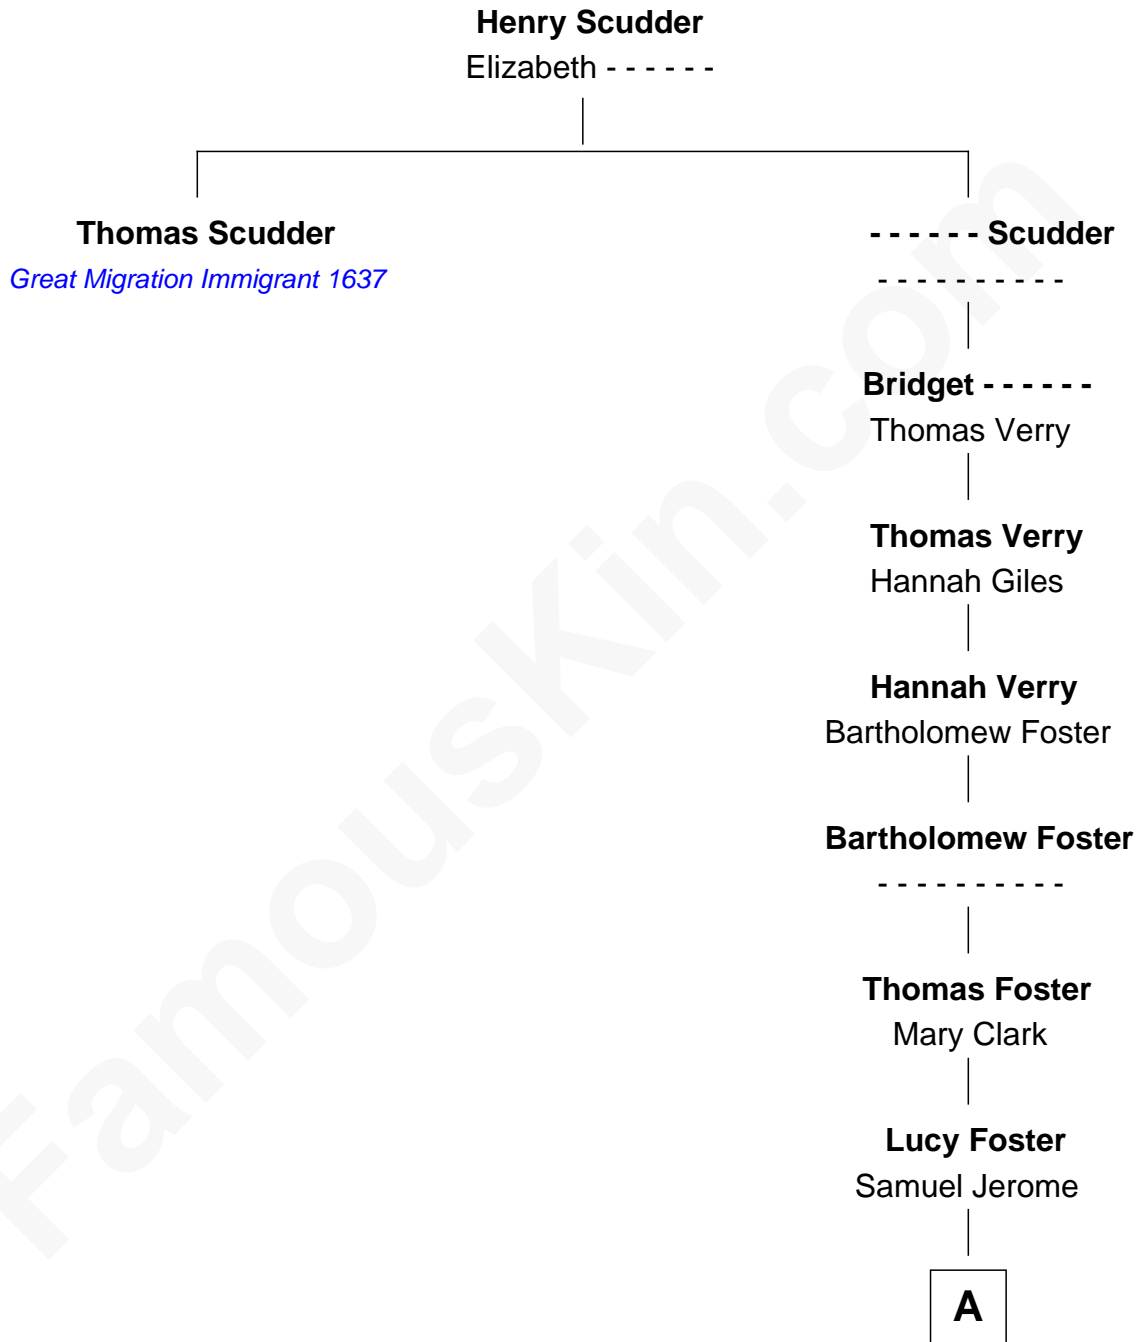 Henry Scudder
Elizabeth - - - - - -
Thomas Scudder
Great Migration Immigrant 1637
- - - - - - Scudder
- - - - - - - - - -
Bridget - - - - - -
Thomas Verry
Thomas Verry
Hannah Giles
Hannah Verry
Bartholomew Foster
Bartholomew Foster
- - - - - - - - - -
Thomas Foster
Mary Clark
Lucy Foster
Samuel Jerome
A
FamousKin.com